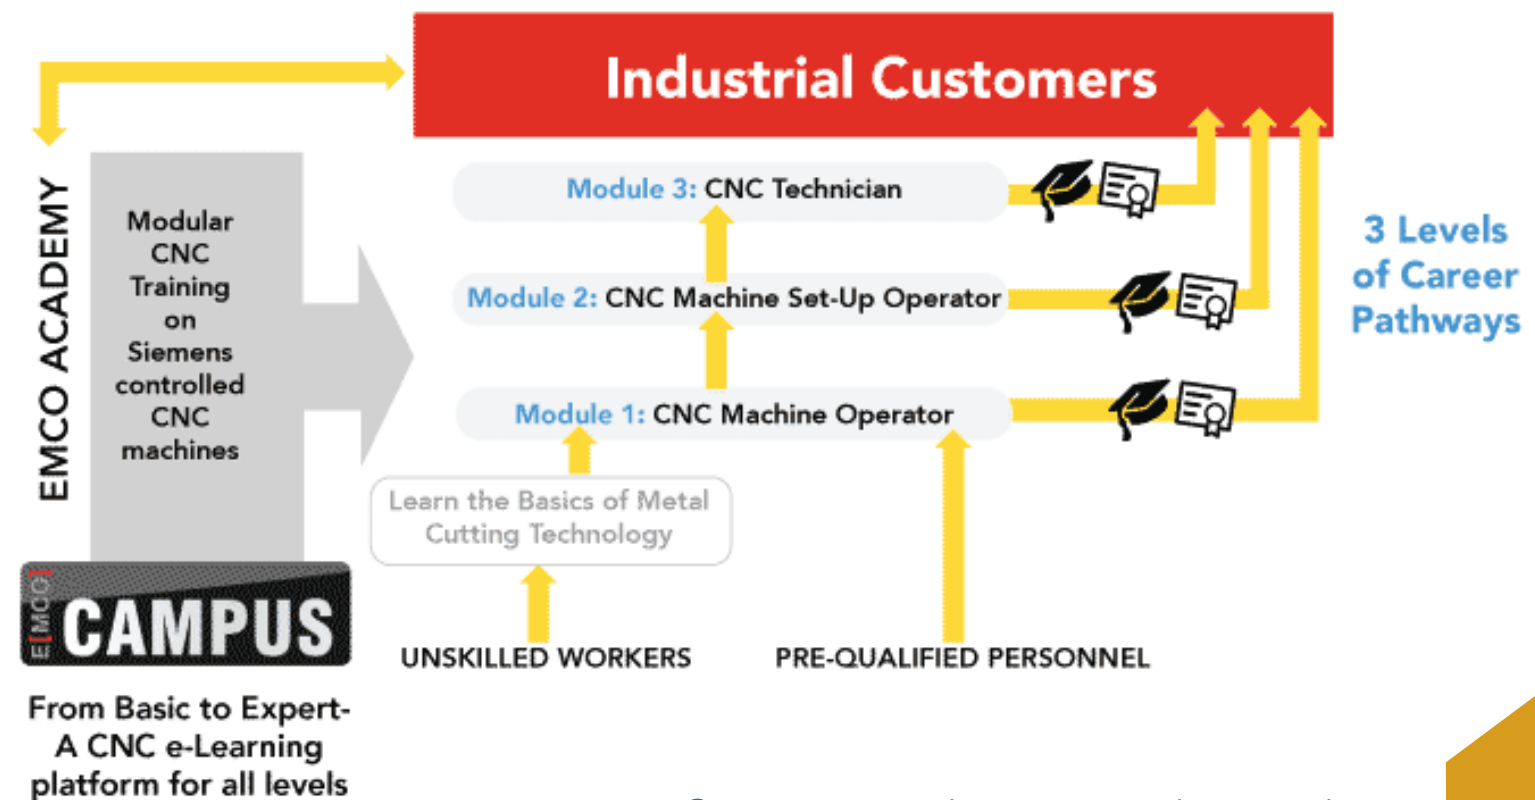 Industrial Customers
EMCO ACADEMY
Modular
CNC
Training
on
Siemens
controlled
CNC
machines
Module 3: CNC Technician
Module 2: CNC Machine Set-Up Operator
Module 1: CNC Machine Operator
3 Levels
of Career
Pathways
Learn the Basics of Metal
Cutting Technology
UNSKILLED WORKERS
PRE-QUALIFIED PERSONNEL
E[MCO]
CAMPUS
From Basic to Expert-
A CNC e-Learning
platform for all levels